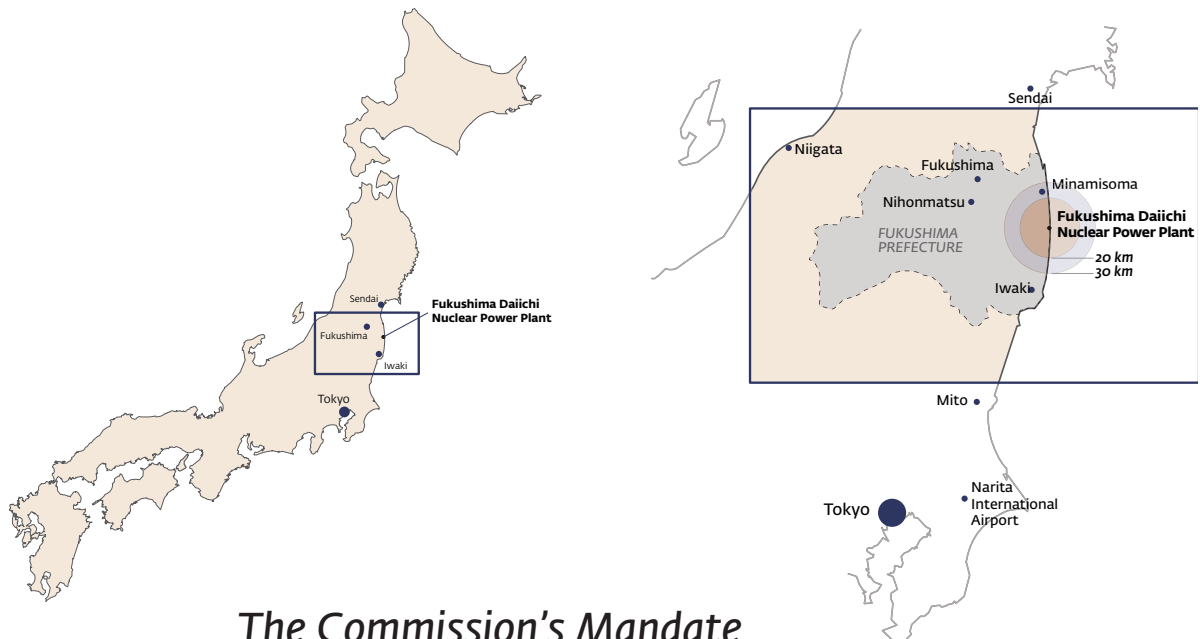 Sendai
Fukushima
Fukushima Daiichi
Nuclear Power Plant
Iwaki
Tokyo
Sendai
Niigata
Fukushima
Minamisoma
Nihonmatsu
Fukushima Daiichi
Nuclear Power Plant
FUKUSHIMA
PREFECTURE
20 km
30 km
Iwaki
Mito
Narita
International
Airport
Tokyo
The Commission's Mandate